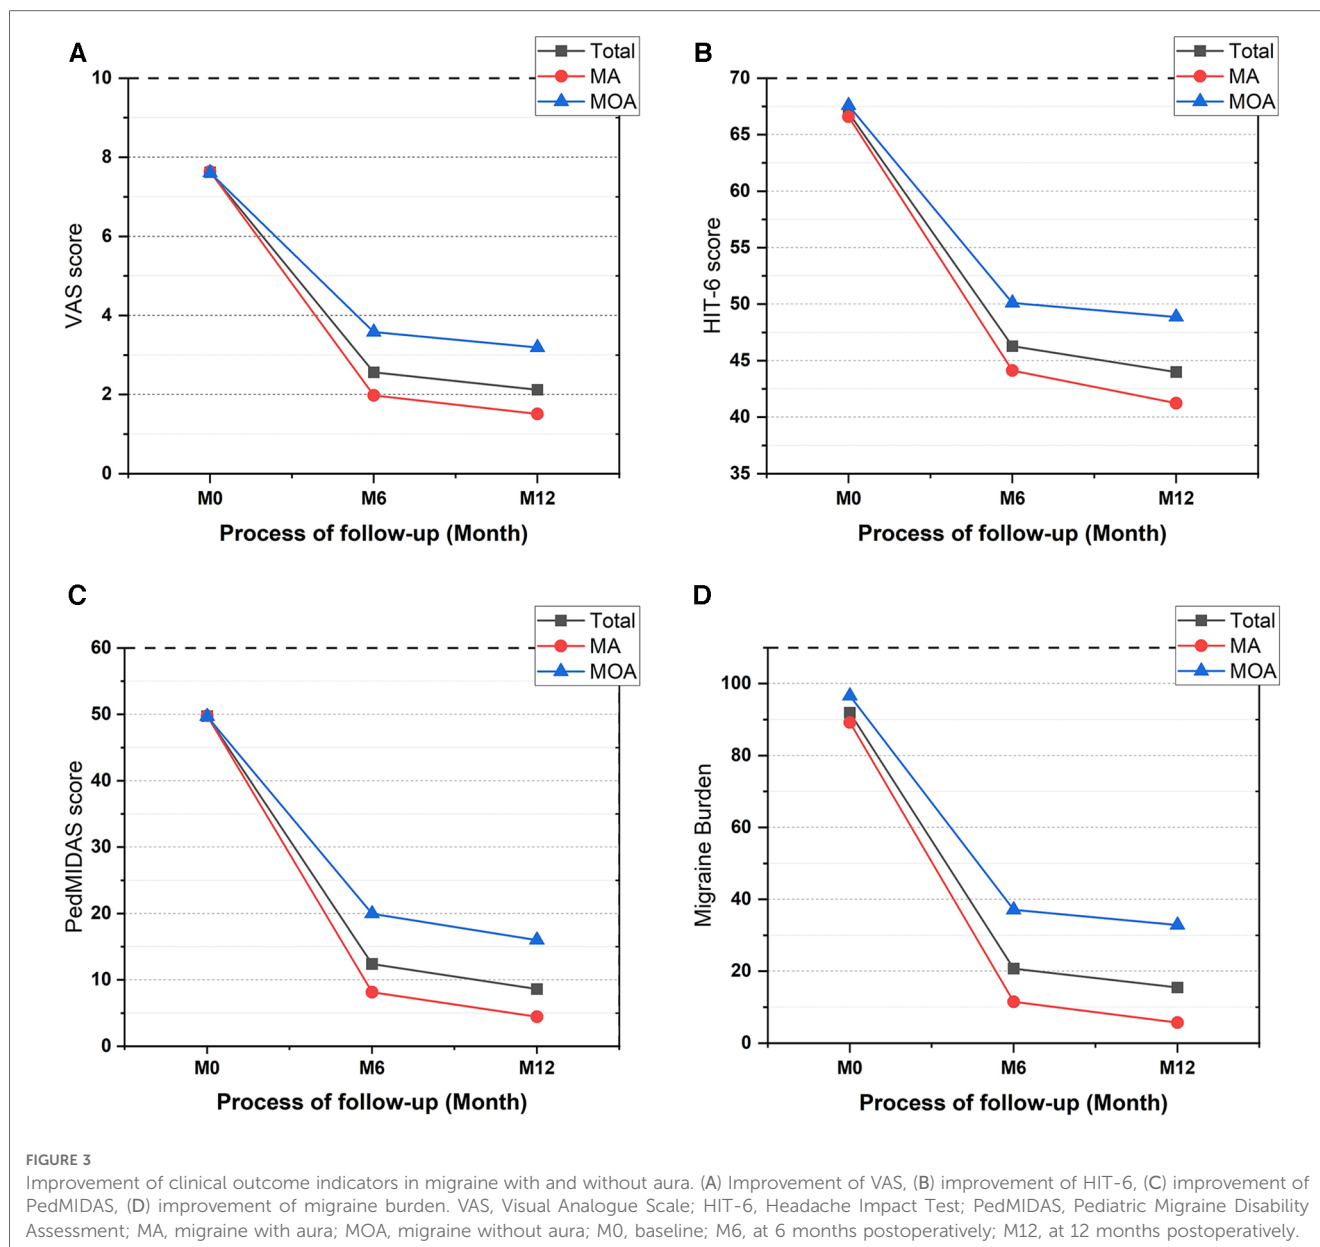 A
Total
MA
MOA
10
8
6
4
2
0
VAS score
M0
M6
M12
Process of follow-up (Month)
B
Total
MA
MOA
70
65
60
55
50
45
40
35
HIT-6 score
M0
M6
M12
Process of follow-up (Month)
C
Total
MA
MOA
60
50
40
30
20
10
0
PedMIDAS score
M0
M6
M12
Process of follow-up (Month)
D
Total
MA
MOA
100
80
60
40
20
0
Migraine Burden
M0
M6
M12
Process of follow-up (Month)
FIGURE 3
Improvement of clinical outcome indicators in migraine with and without aura. (A) Improvement of VAS, (B) improvement of HIT-6, (C) improvement of
PedMIDAS, (D) improvement of migraine burden. VAS, Visual Analogue Scale; HIT-6, Headache Impact Test; PedMIDAS, Pediatric Migraine Disability
Assessment; MA, migraine with aura; MOA, migraine without aura; M0, baseline; M6, at 6 months postoperatively; M12, at 12 months postoperatively.